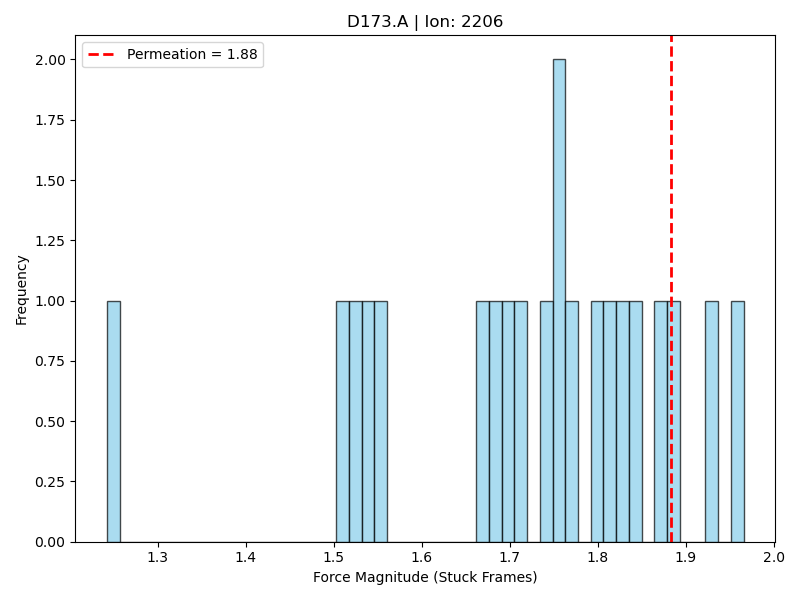 D173.A | Ion: 2206
Permeation = 1.88
Frequency
2.00
1.75
1.50
1.25
1.00
0.75
0.50
0.25
0.00
1.3 1.4 1.5 1.6 1.7 1.8 1.9 2.0
Force Magnitude (Stuck Frames)